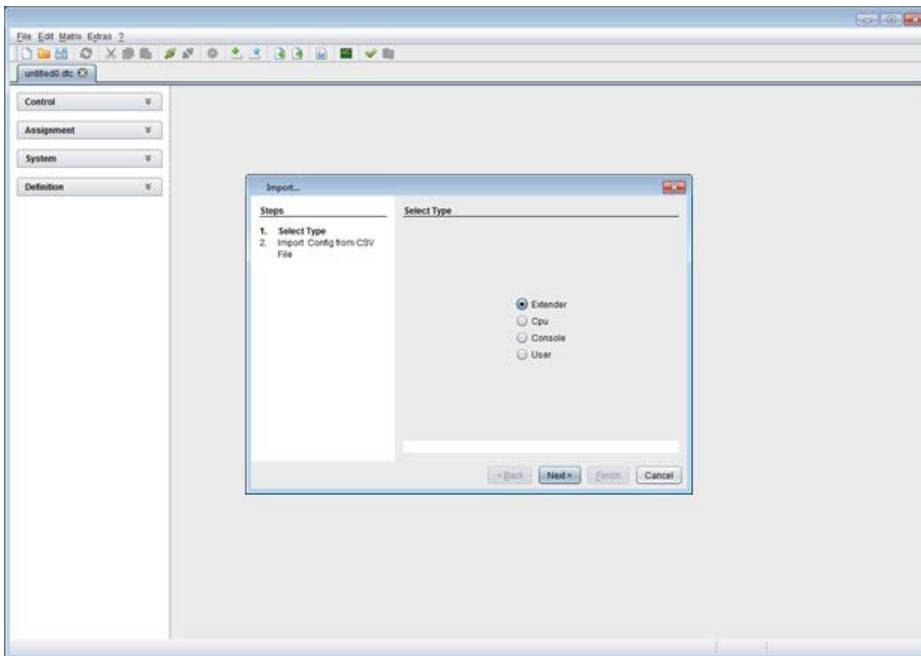 File Edit Matrix Extras ?
untitled0.dtc
Control
Assignment
System
Definition
Import...
Steps
1. Select Type
2. Import Config from CSV
File
Select Type
Extender
Cpu
Console
User
< Back Next > Finish Cancel